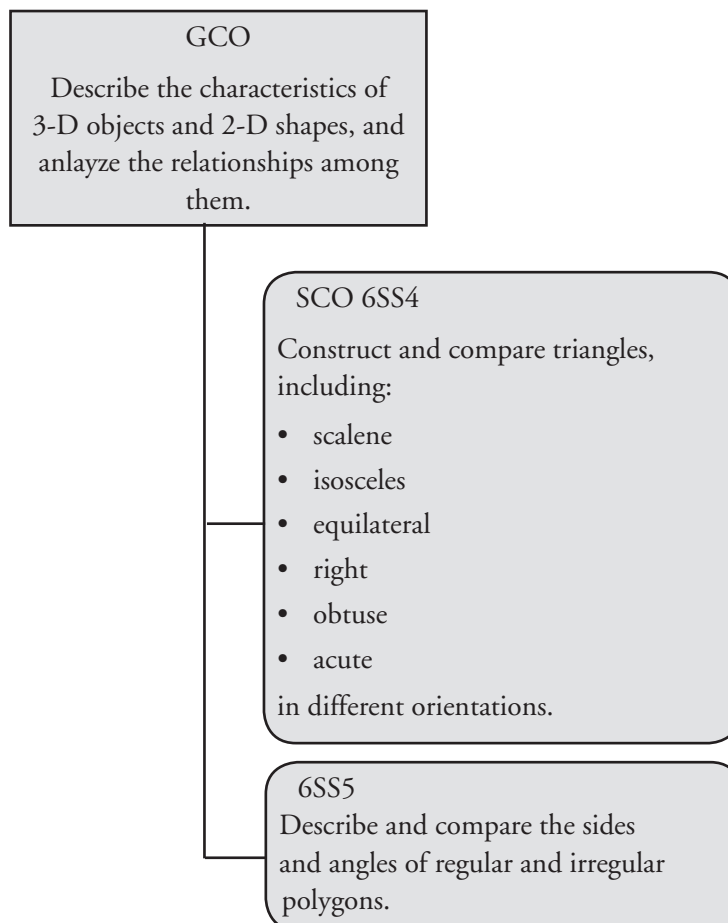 GCO
Describe the characteristics of
3-D objects and 2-D shapes, and
anlayze the relationships among
them.
SCO 6SS4
Construct and compare triangles,
including:
• scalene
• isosceles
• equilateral
• right
• obtuse
• acute
in different orientations.
6SS5
Describe and compare the sides
and angles of regular and irregular
polygons.